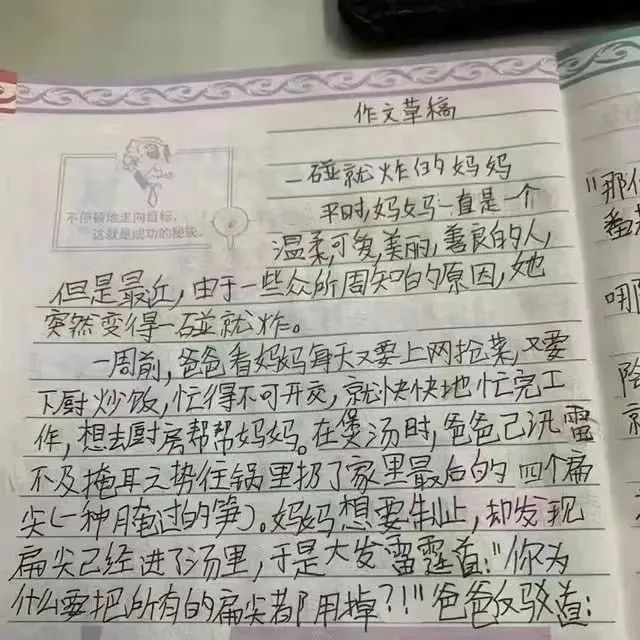 作文草稿
不停顿地走向目标,
这就是成功的秘诀。
一碰就炸的妈妈
平时,妈妈一直是一个
温柔,可爱,美丽,善良的人,
但是最近,由于一些众所周知的原因,她
突然变得一碰就炸。
一周前,爸爸看妈妈每天又要上网抢菜,又要
下厨炒饭,忙得不可开交,就快快地忙完工
作,想去厨房帮帮妈妈。在煲汤时,爸爸己汛雷
不及掩耳之势往锅里扔了家里最后的四个扁
尖(一种腌过的笋)。妈妈想要制止,却发现
扁尖已经进了汤里,于是大发雷霆道:"你为
什么要把所有的扁尖都用掉?!"爸爸反驳道:
"那
番
哪
除
就